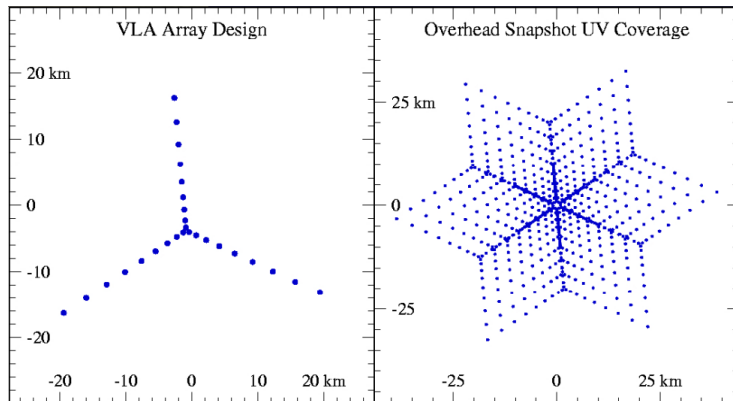 VLA Array Design
20 km
10
0
-10
-20
-20 -10 0 10 20 km
Overhead Snapshot UV Coverage
25 km
0
-25
-25 0 25 km